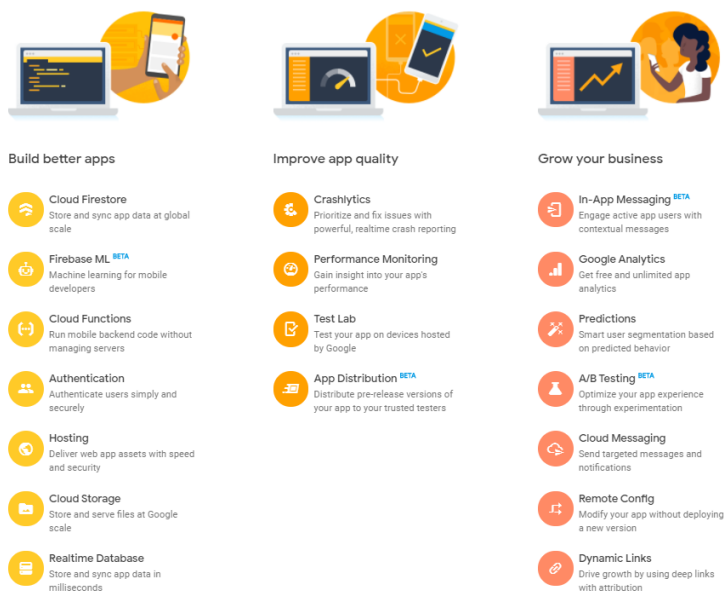 Build better apps
Cloud Firestore
Store and sync app data at global
scale
Firebase ML BETA
Machine learning for mobile
developers
Cloud Functions
Run mobile backend code without
managing servers
Authentication
Authenticate users simply and
securely
Hosting
Deliver web app assets with speed
and security
Cloud Storage
Store and serve files at Google
scale
Realtime Database
Store and sync app data in
milliseconds
Improve app quality
Crashlytics
Prioritize and fix issues with
powerful, realtime crash reporting
Performance Monitoring
Gain insight into your app's
performance
Test Lab
Test your app on devices hosted
by Google
App Distribution BETA
Distribute pre-release versions of
your app to your trusted testers
Grow your business
In-App Messaging BETA
Engage active app users with
contextual messages
Google Analytics
Get free and unlimited app
analytics
Predictions
Smart user segmentation based
on predicted behavior
A/B Testing BETA
Optimize your app experience
through experimentation
Cloud Messaging
Send targeted messages and
notifications
Remote Config
Modify your app without deploying
a new version
Dynamic Links
Drive growth by using deep links
with attribution